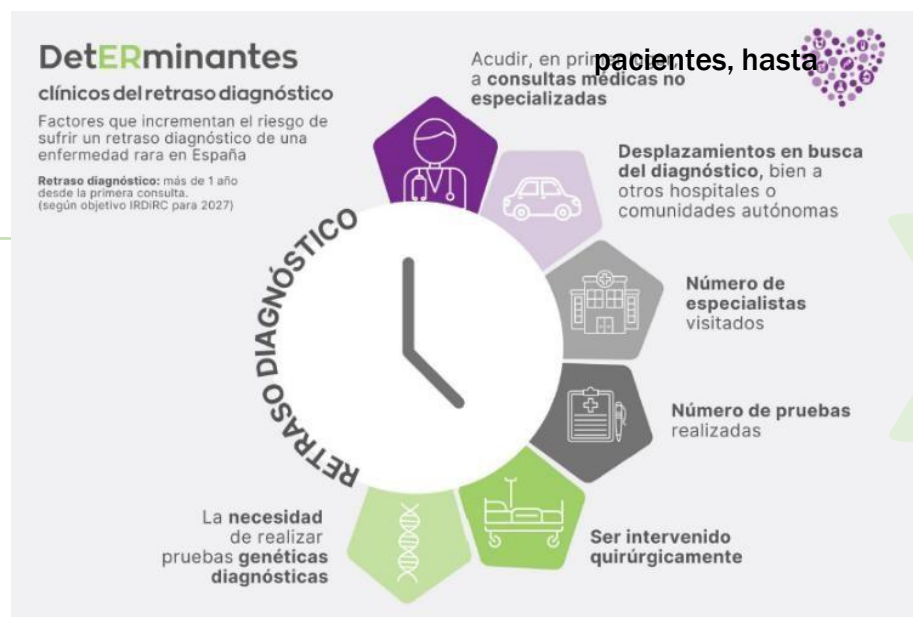 DetERminantes
clínicos del retraso diagnóstico
Factores que incrementan el riesgo de
sufrir un retraso diagnóstico de una
enfermedad rara en España
Retraso diagnóstico: más de 1 año
desde la primera consulta.
(según objetivo IRDiRC para 2027)
Acudir, en primer lugar,
pacientes, hasta
a consultas médicas no
especializadas
Desplazamientos en busca
del diagnóstico, bien a
otros hospitales o
comunidades autónomas
Número de
especialistas
visitados
Número de pruebas
realizadas
Ser intervenido
quirúrgicamente
La necesidad
de realizar
pruebas genéticas
diagnósticas
RETRASO DIAGNÓSTICO